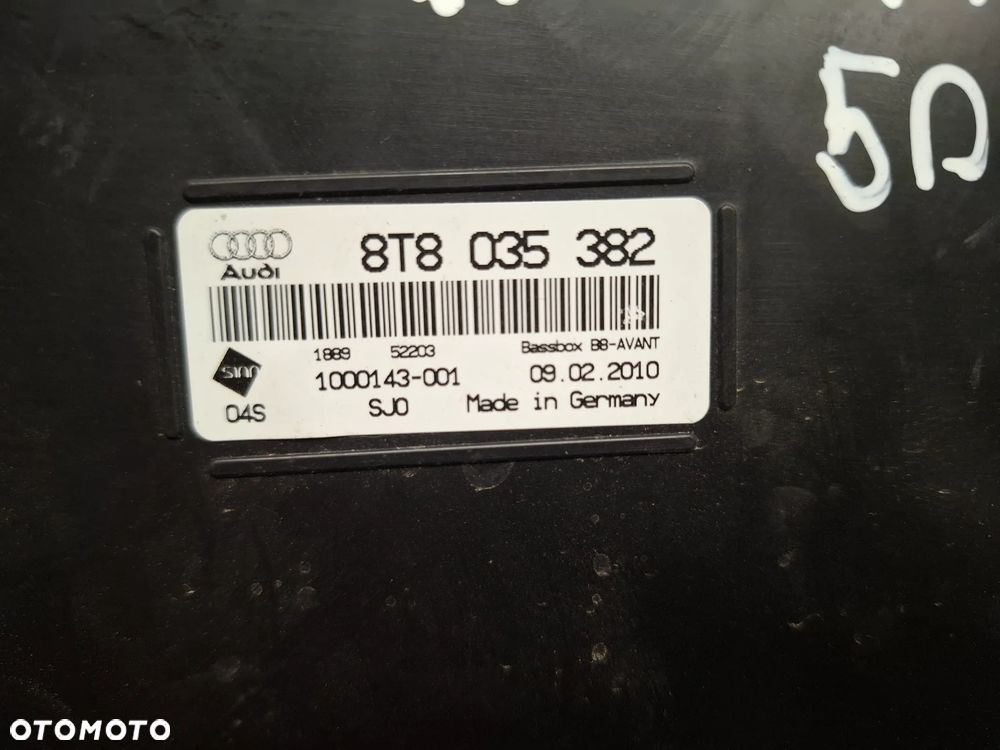 5D
Audi
8T8 035 382
1889 52203
Bassbox B8-AVANT
1000143-001
09.02.2010
04S
SJ0
Made in Germany
OTOMOTO